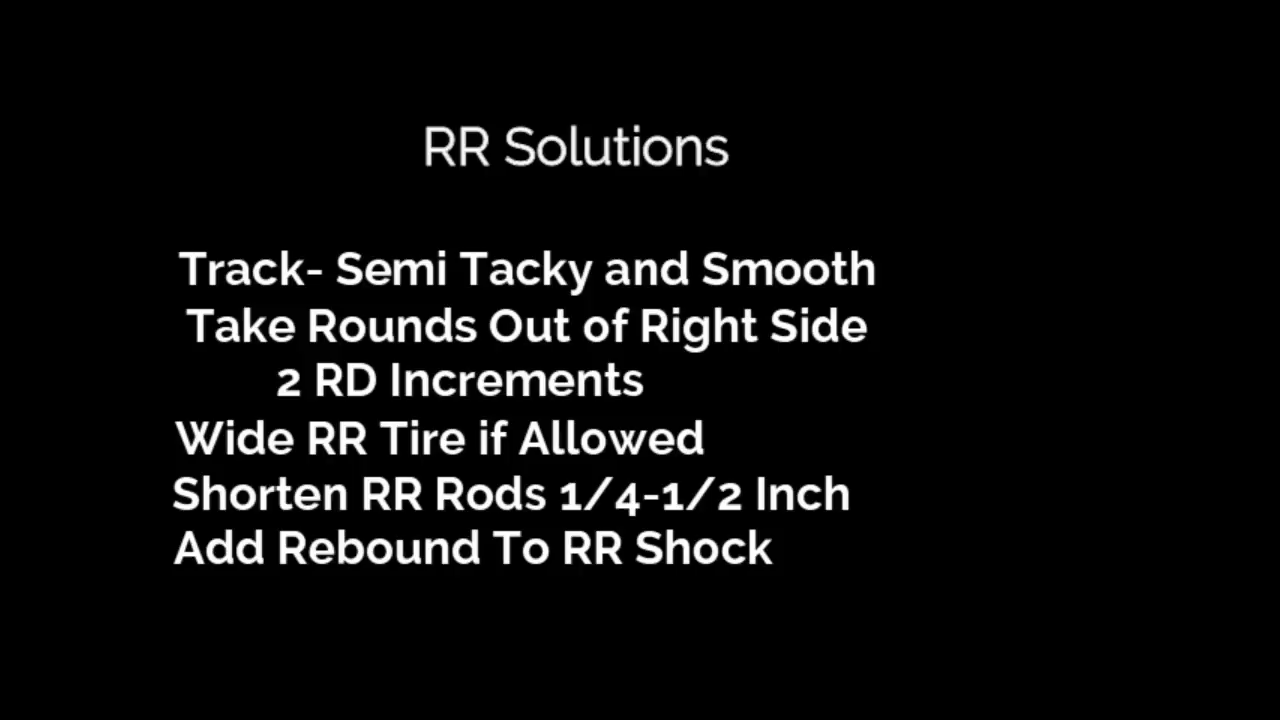 RR Solutions
Track- Semi Tacky and Smooth
Take Rounds Out of Right Side
2 RD Increments
Wide RR Tire if Allowed
Shorten RR Rods 1/4-1/2 Inch
Add Rebound To RR Shock